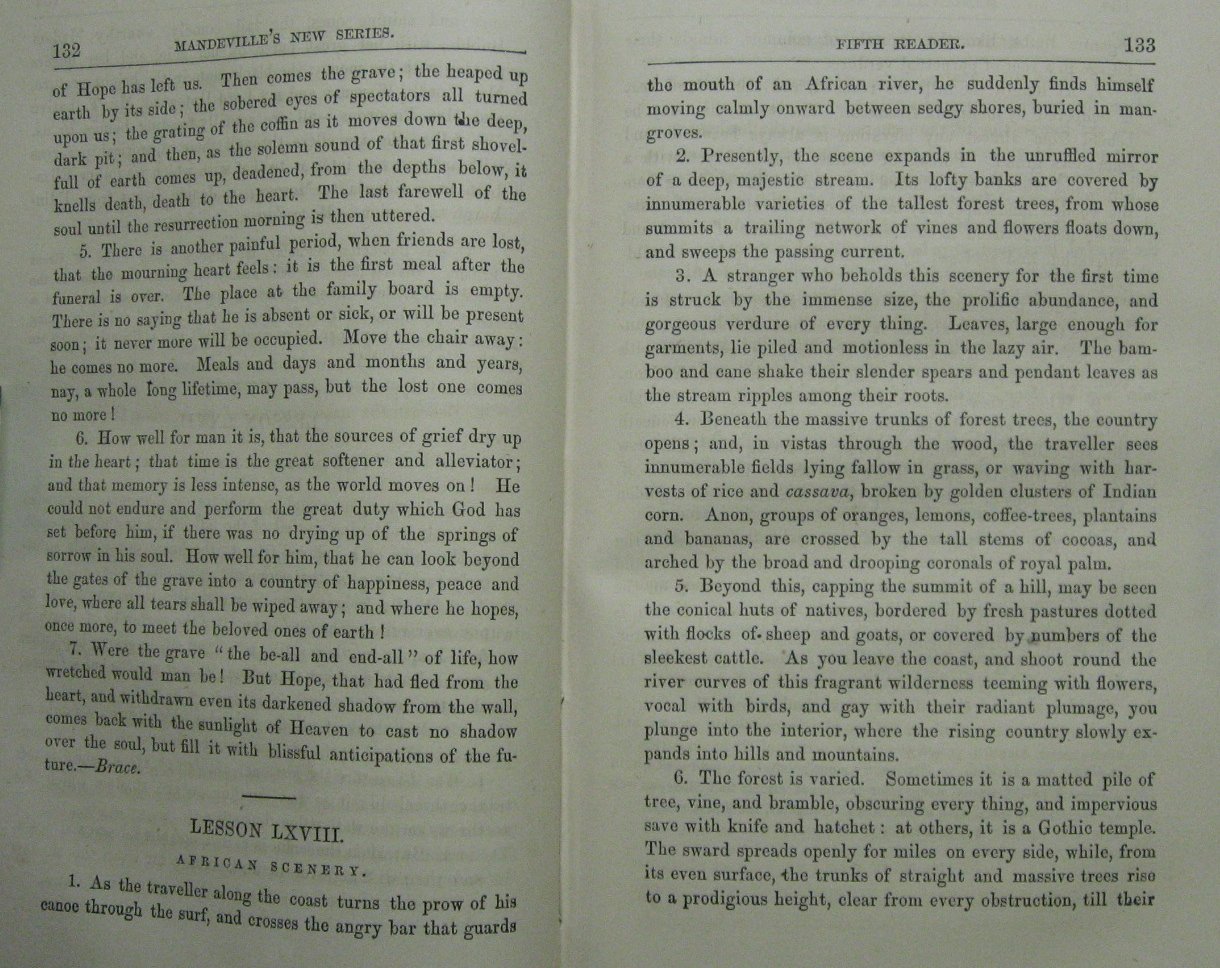 132
MANDEVILLE'S NEW SERIES.
of Hope has left us. Then comes the grave; the heaped up
earth by its side; the sobered eyes of spectators all turned
upon us; the grating of the coffin as it moves down the deep,
dark pit; and then, as the solemn sound of that first shovel-
full of earth comes up, deadened, from the depths below, it
knells death, death to the heart. The last farewell of the
soul until the resurrection morning is then uttered.
5. There is another painful period, when friends are lost,
that the mourning heart feels: it is the first meal after the
funeral is over. The place at the family board is empty.
There is no saying that he is absent or sick, or will be present
soon; it never more will be occupied. Move the chair away:
he comes no more. Meals and days and months and years,
nay, a whole long lifetime, may pass, but the lost one comes
no more!
6. How well for man it is, that the sources of grief dry up
in the heart; that time is the great softener and alleviator;
and that memory is less intense, as the world moves on! He
could not endure and perform the great duty which God has
set before him, if there was no drying up of the springs of
sorrow in his soul. How well for him, that he can look beyond
the gates of the grave into a country of happiness, peace and
love, where all tears shall be wiped away; and where he hopes,
once more, to meet the beloved ones of earth!
7. Were the grave "the be-all and end-all" of life, how
wretched would man be! But Hope, that had fled from the
heart, and withdrawn even its darkened shadow from the wall,
comes back with the sunlight of Heaven to cast no shadow
over the soul, but fill it with blissful anticipations of the fu-
ture.—Brace.
LESSON LXVIII.
AFRICAN SCENERY.
1. As the traveller along the coast turns the prow of his
canoe through the surf, and crosses the angry bar that guards
FIFTH READER.
133
the mouth of an African river, he suddenly finds himself
moving calmly onward between sedgy shores, buried in man-
groves.
2. Presently, the scene expands in the unruffled mirror
of a deep, majestic stream. Its lofty banks are covered by
innumerable varieties of the tallest forest trees, from whose
summits a trailing network of vines and flowers floats down,
and sweeps the passing current.
3. A stranger who beholds this scenery for the first time
is struck by the immense size, the prolific abundance, and
gorgeous verdure of every thing. Leaves, large enough for
garments, lie piled and motionless in the lazy air. The bam-
boo and cane shake their slender spears and pendant leaves as
the stream ripples among their roots.
4. Beneath the massive trunks of forest trees, the country
opens; and, in vistas through the wood, the traveller sees
innumerable fields lying fallow in grass, or waving with har-
vests of rice and cassava, broken by golden clusters of Indian
corn. Anon, groups of oranges, lemons, coffee-trees, plantains
and bananas, are crossed by the tall stems of cocoas, and
arched by the broad and drooping coronals of royal palm.
5. Beyond this, capping the summit of a hill, may be seen
the conical huts of natives, bordered by fresh pastures dotted
with flocks of sheep and goats, or covered by numbers of the
sleekest cattle. As you leave the coast, and shoot round the
river curves of this fragrant wilderness teeming with flowers,
vocal with birds, and gay with their radiant plumage, you
plunge into the interior, where the rising country slowly ex-
pands into hills and mountains.
6. The forest is varied. Sometimes it is a matted pile of
tree, vine, and bramble, obscuring every thing, and impervious
save with knife and hatchet: at others, it is a Gothic temple.
The sward spreads openly for miles on every side, while, from
its even surface, the trunks of straight and massive trees rise
to a prodigious height, clear from every obstruction, till their